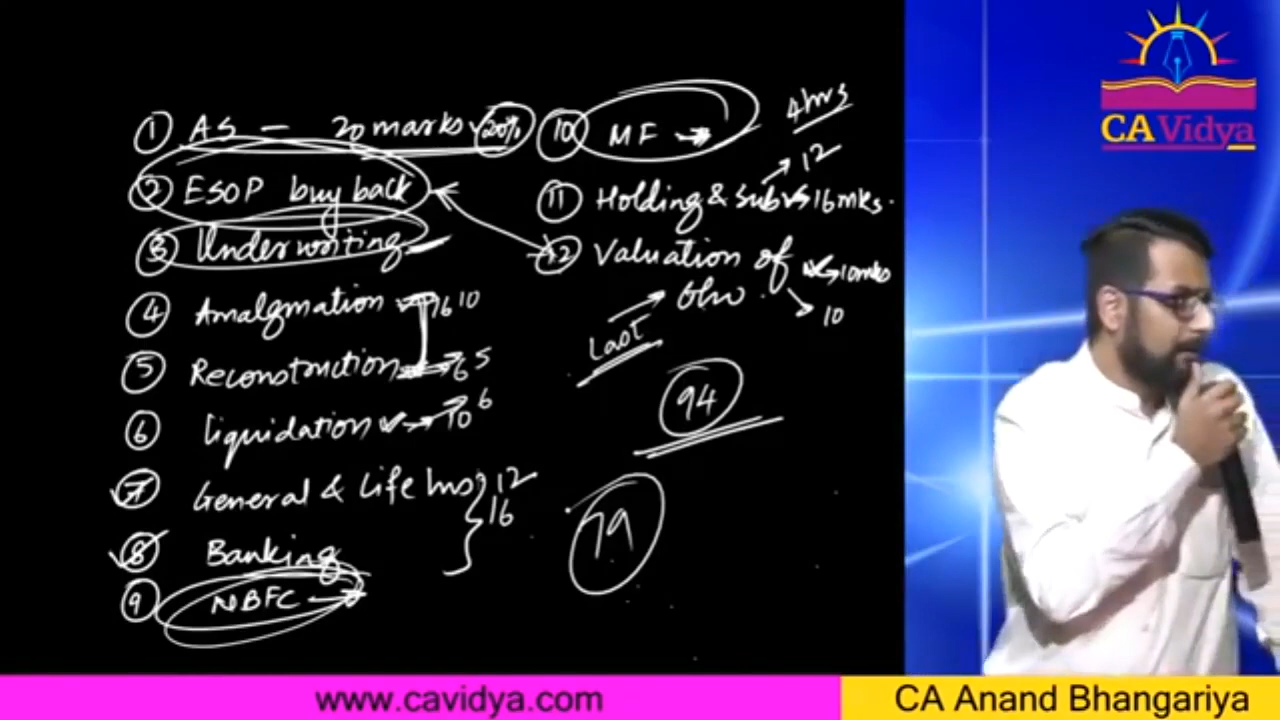 ① AS - 20 marks 20%
② ESOP buy back
③ Underwriting
④ Amalgmation 16 10
⑤ Reconstruction 6 5
⑥ Liquidation → 10 6
⑦ General & Life Ins 12
16
⑧ Banking
⑨ NBFC →
⑩ MF → 4hrs
12
⑪ Holding & Sub 16 mks.
⑫ Valuation of 10 mks
10
Last
94
79
CA Vidya
www.cavidya.com
CA Anand Bhangariya